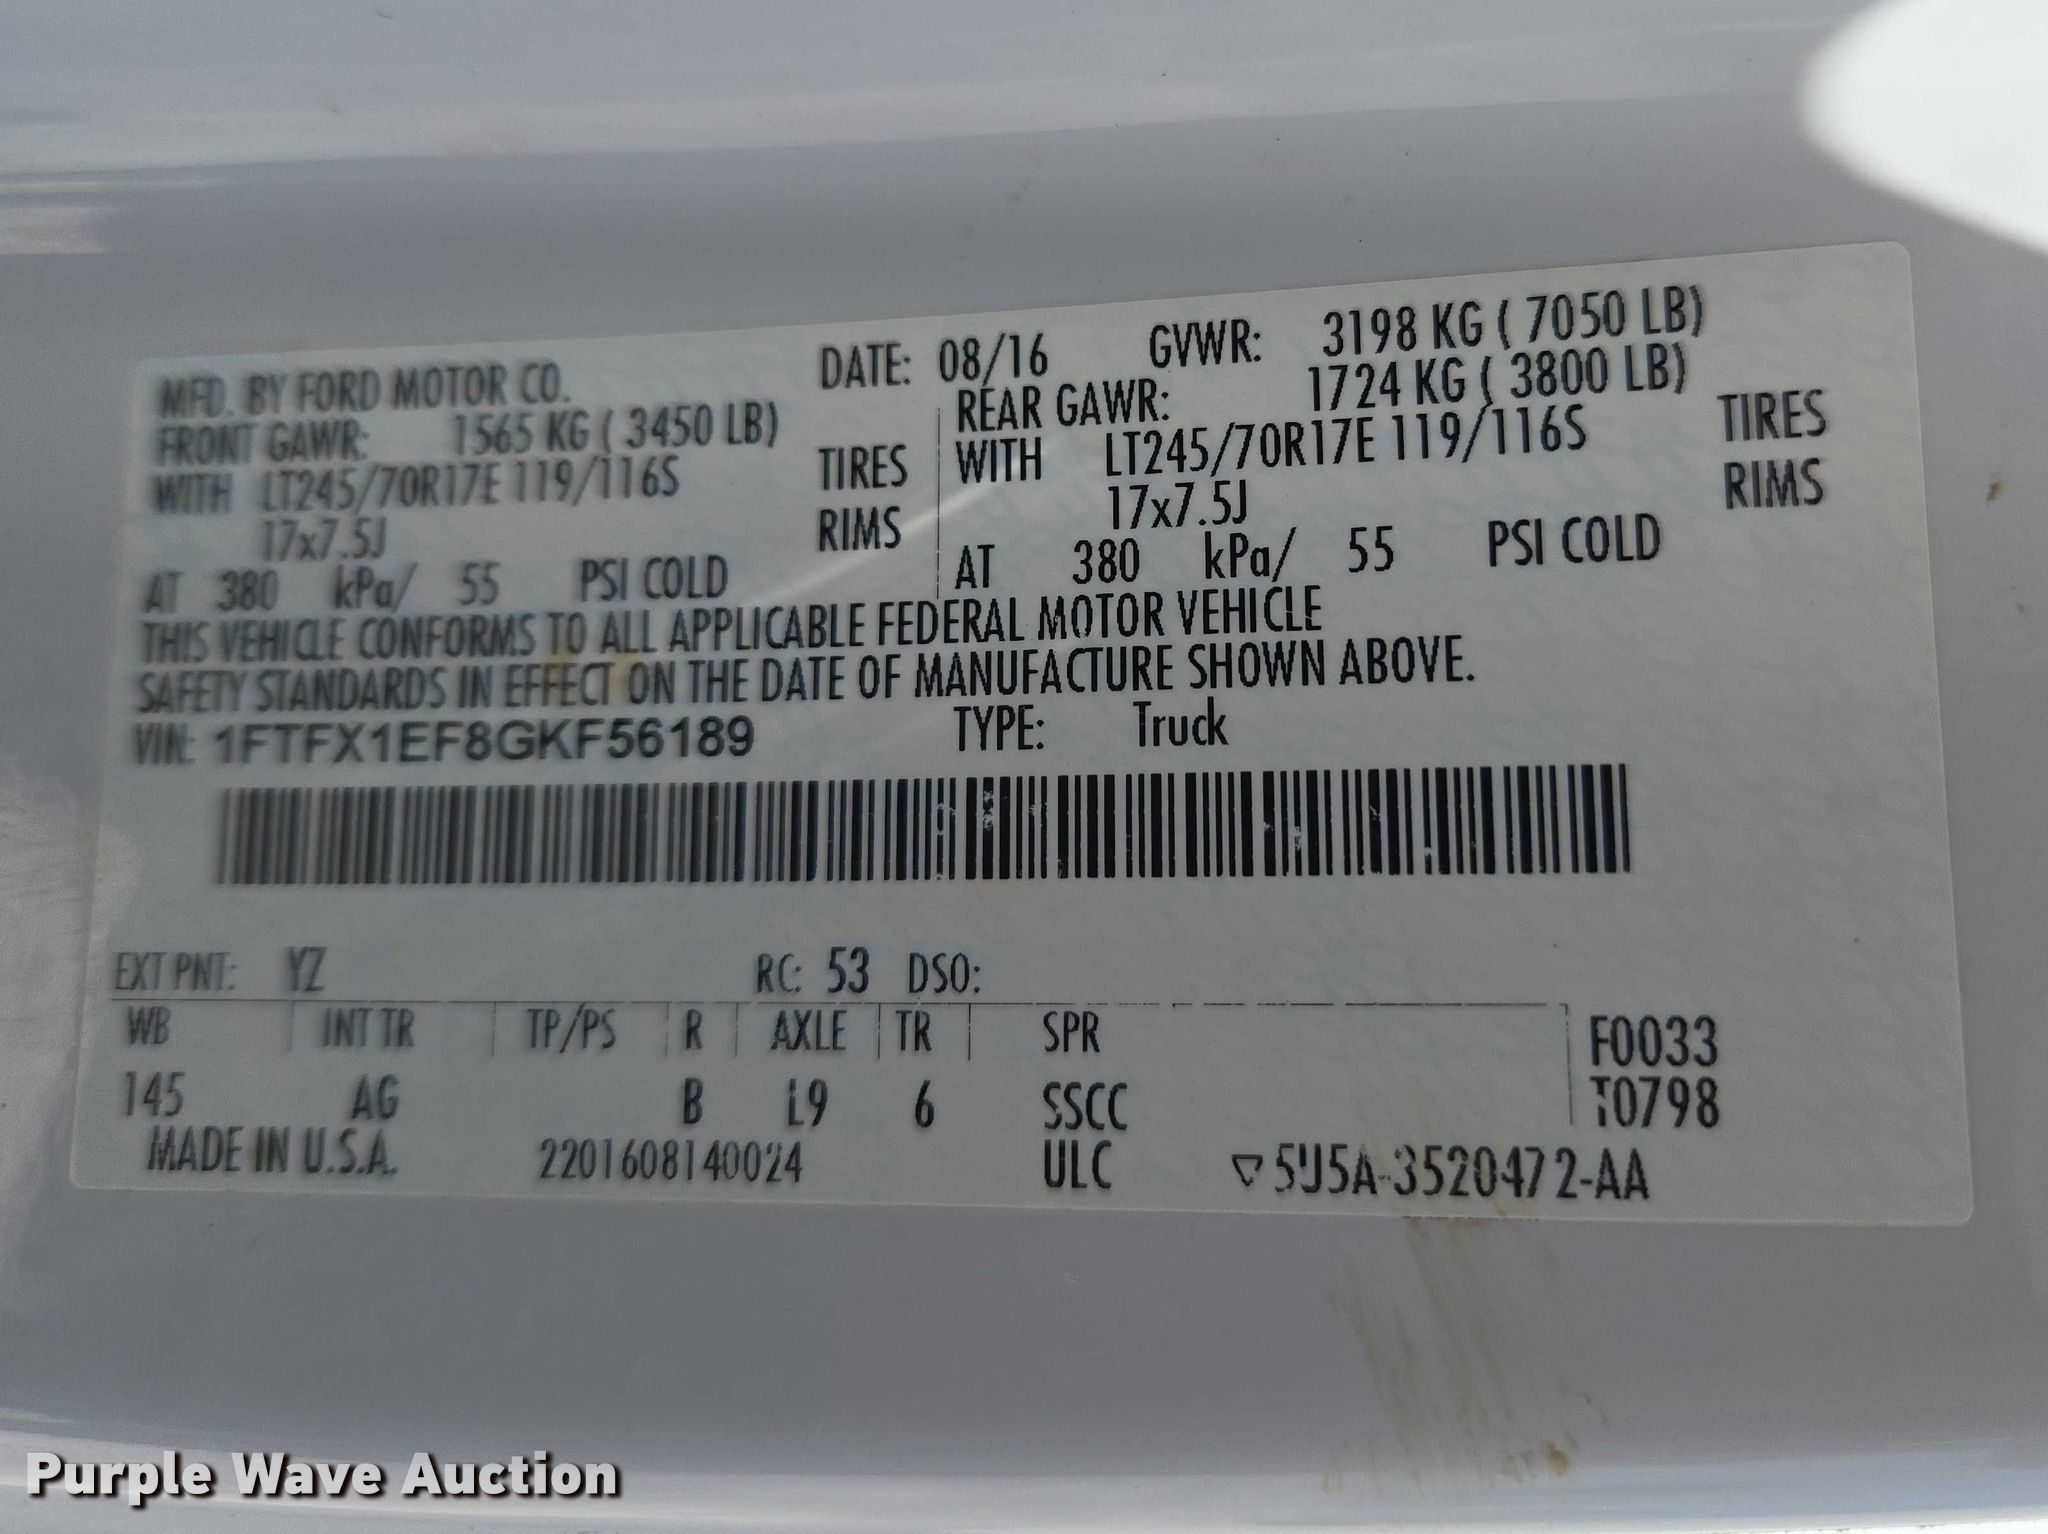 MFD. BY FORD MOTOR CO. DATE: 08/16 GVWR: 3198 KG ( 7050 LB)
FRONT GAWR: 1565 KG ( 3450 LB) REAR GAWR: 1724 KG ( 3800 LB)
WITH LT245/70R17E 119/116S TIRES WITH LT245/70R17E 119/116S TIRES
17x7.5J RIMS 17x7.5J RIMS
AT 380 kPa/ 55 PSI COLD AT 380 kPa/ 55 PSI COLD
THIS VEHICLE CONFORMS TO ALL APPLICABLE FEDERAL MOTOR VEHICLE
SAFETY STANDARDS IN EFFECT ON THE DATE OF MANUFACTURE SHOWN ABOVE.
VIN: 1FTFX1EF8GKF56189 TYPE: Truck
EXT PNT: YZ RC: 53 DSO:
WB INT TR TP/PS R AXLE TR SPR F0033
145 AG B L9 6 SSCC T0798
MADE IN U.S.A. 2201608140024 ULC ▽5U5A-3520472-AA
Purple Wave Auction